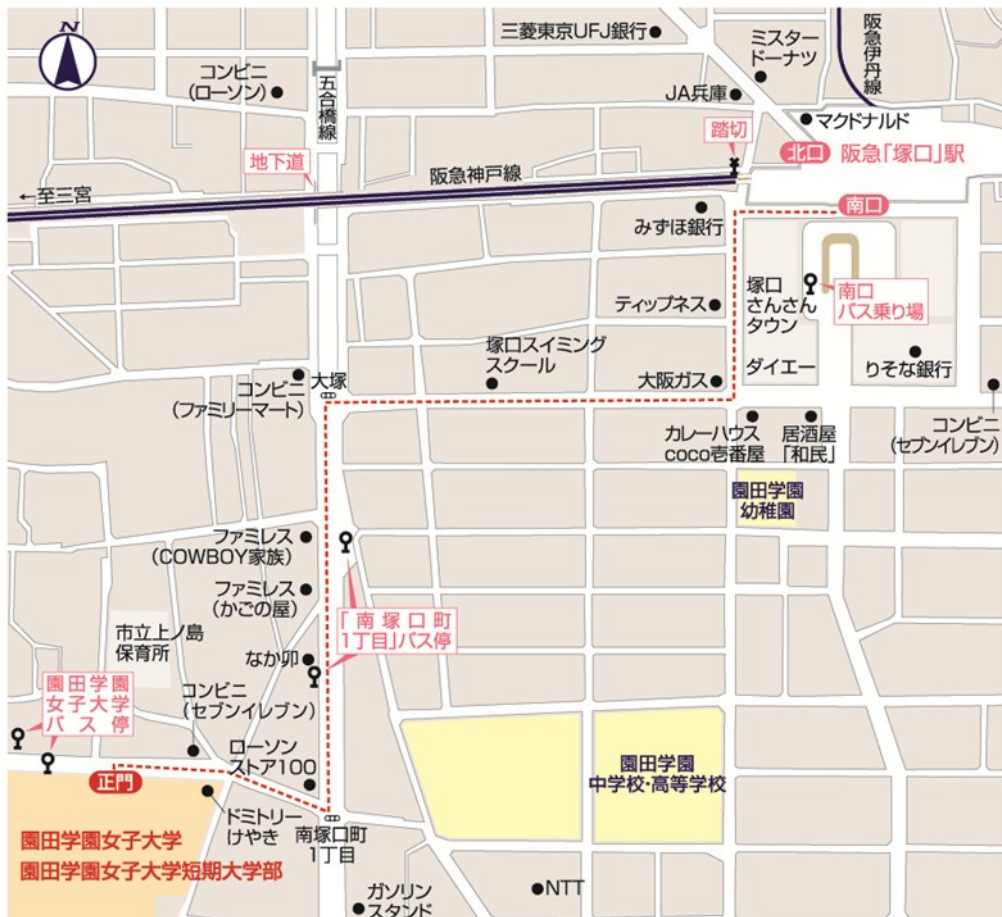 N
三菱東京UFJ銀行
ミスター
ドーナツ
阪急伊丹線
コンビニ
(ローソン)
五合橋線
JA兵庫
マクドナルド
踏切
北口
阪急「塚口」駅
地下道
阪急神戸線
←至三宮
南口
みずほ銀行
ティップネス
塚口
さんさん
タウン
南口
バス乗り場
塚口スイミング
スクール
コンビニ
(ファミリーマート)
大塚
大阪ガス
ダイエー
りそな銀行
カレーハウス
coco壱番屋
居酒屋
「和民」
コンビニ
(セブンイレブン)
園田学園
幼稚園
ファミレス
(COWBOY家族)
ファミレス
(かごの屋)
「南塚口町
1丁目」バス停
市立上ノ島
保育所
なか卯
園田学園
女子大学
バス停
コンビニ
(セブンイレブン)
ローソン
ストア100
園田学園
中学校・高等学校
正門
ドミトリー
けやき
南塚口町
1丁目
園田学園女子大学
園田学園女子大学短期大学部
ガソリン
スタンド
NTT